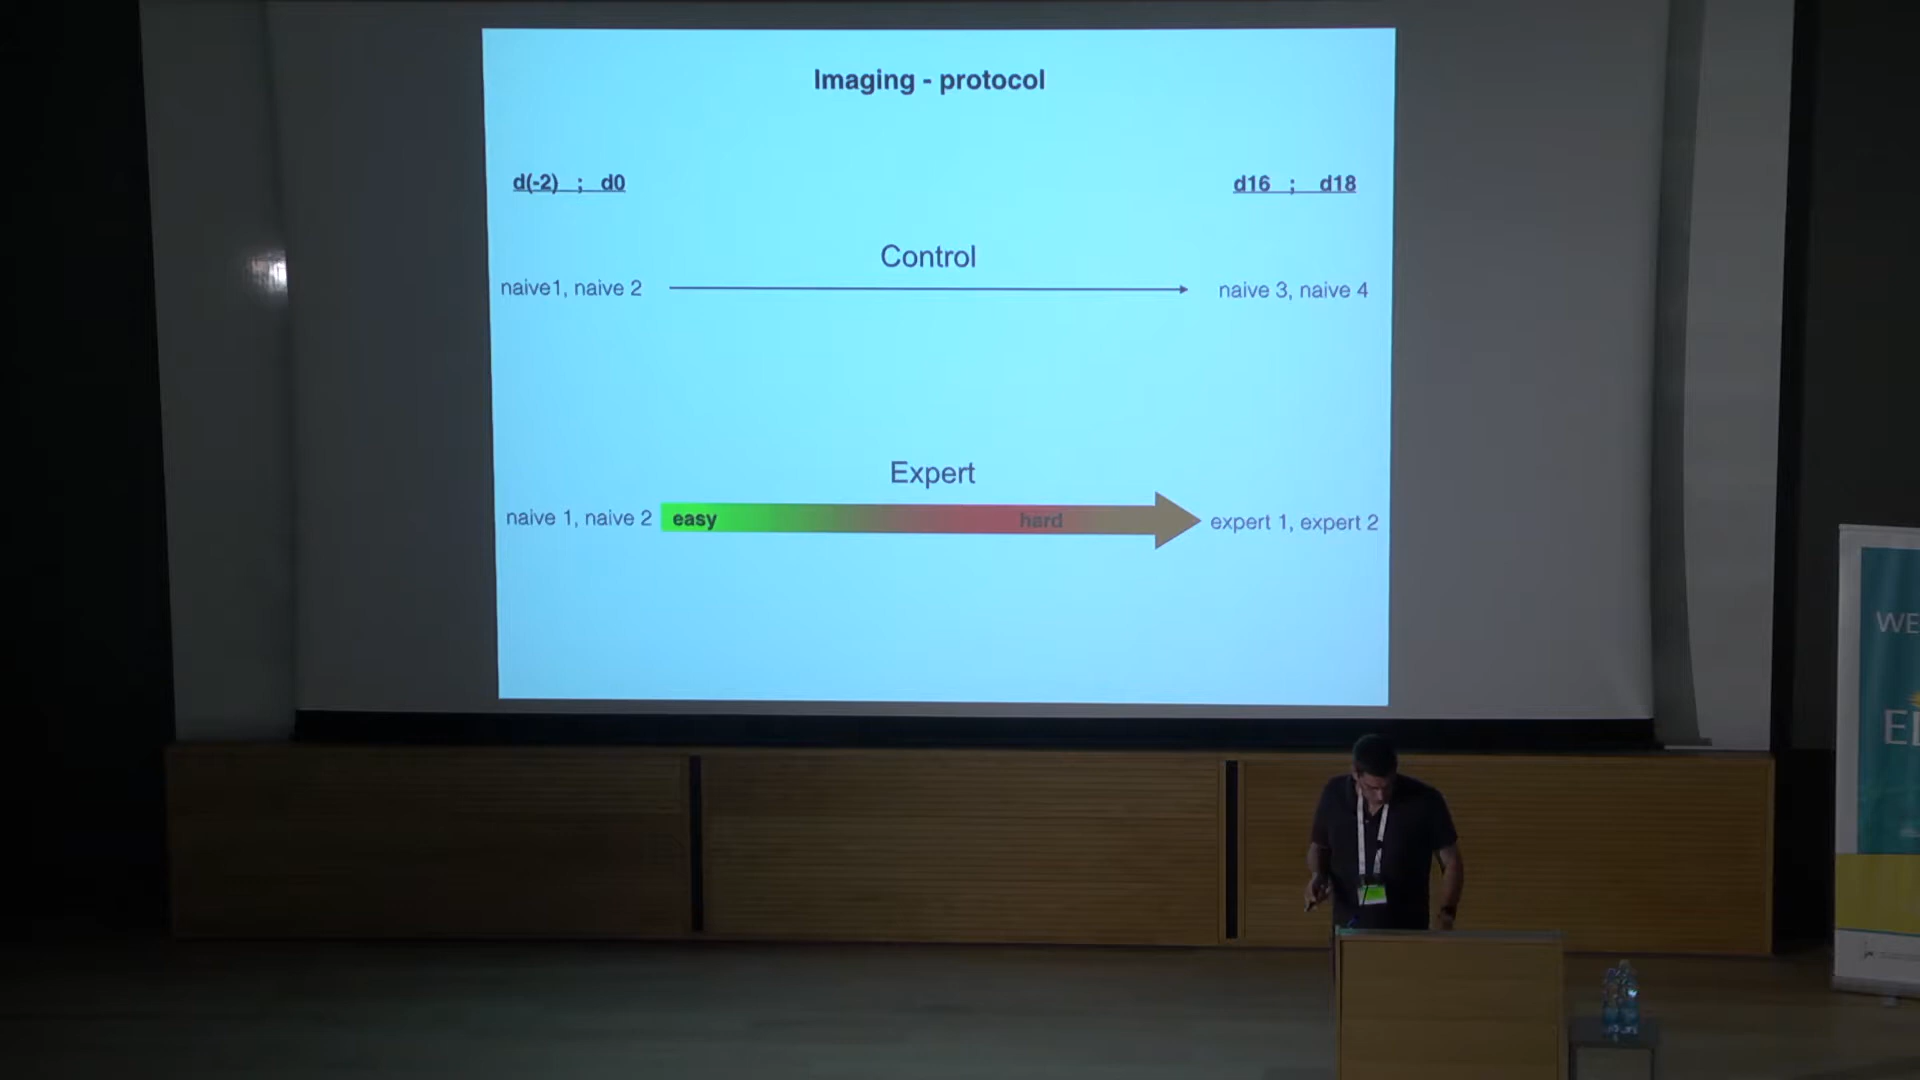 Imaging - protocol
d(-2) ; d0
d16 ; d18
Control
naive1, naive 2
naive 3, naive 4
Expert
naive 1, naive 2
easy
hard
expert 1, expert 2
WE